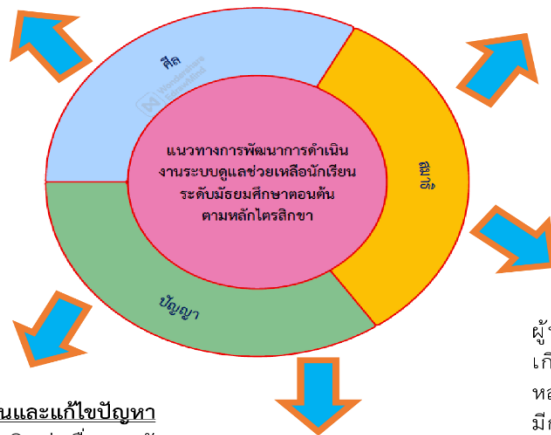 ศีล
Wondershare
EdrawMind
แนวทางการพัฒนาการดำเนิน
งานระบบดูแลช่วยเหลือนักเรียน
ระดับมัธยมศึกษาตอนต้น
ตามหลักไตรสิกขา
สมาธิ
ปัญญา
นและแก้ไขปัญหา